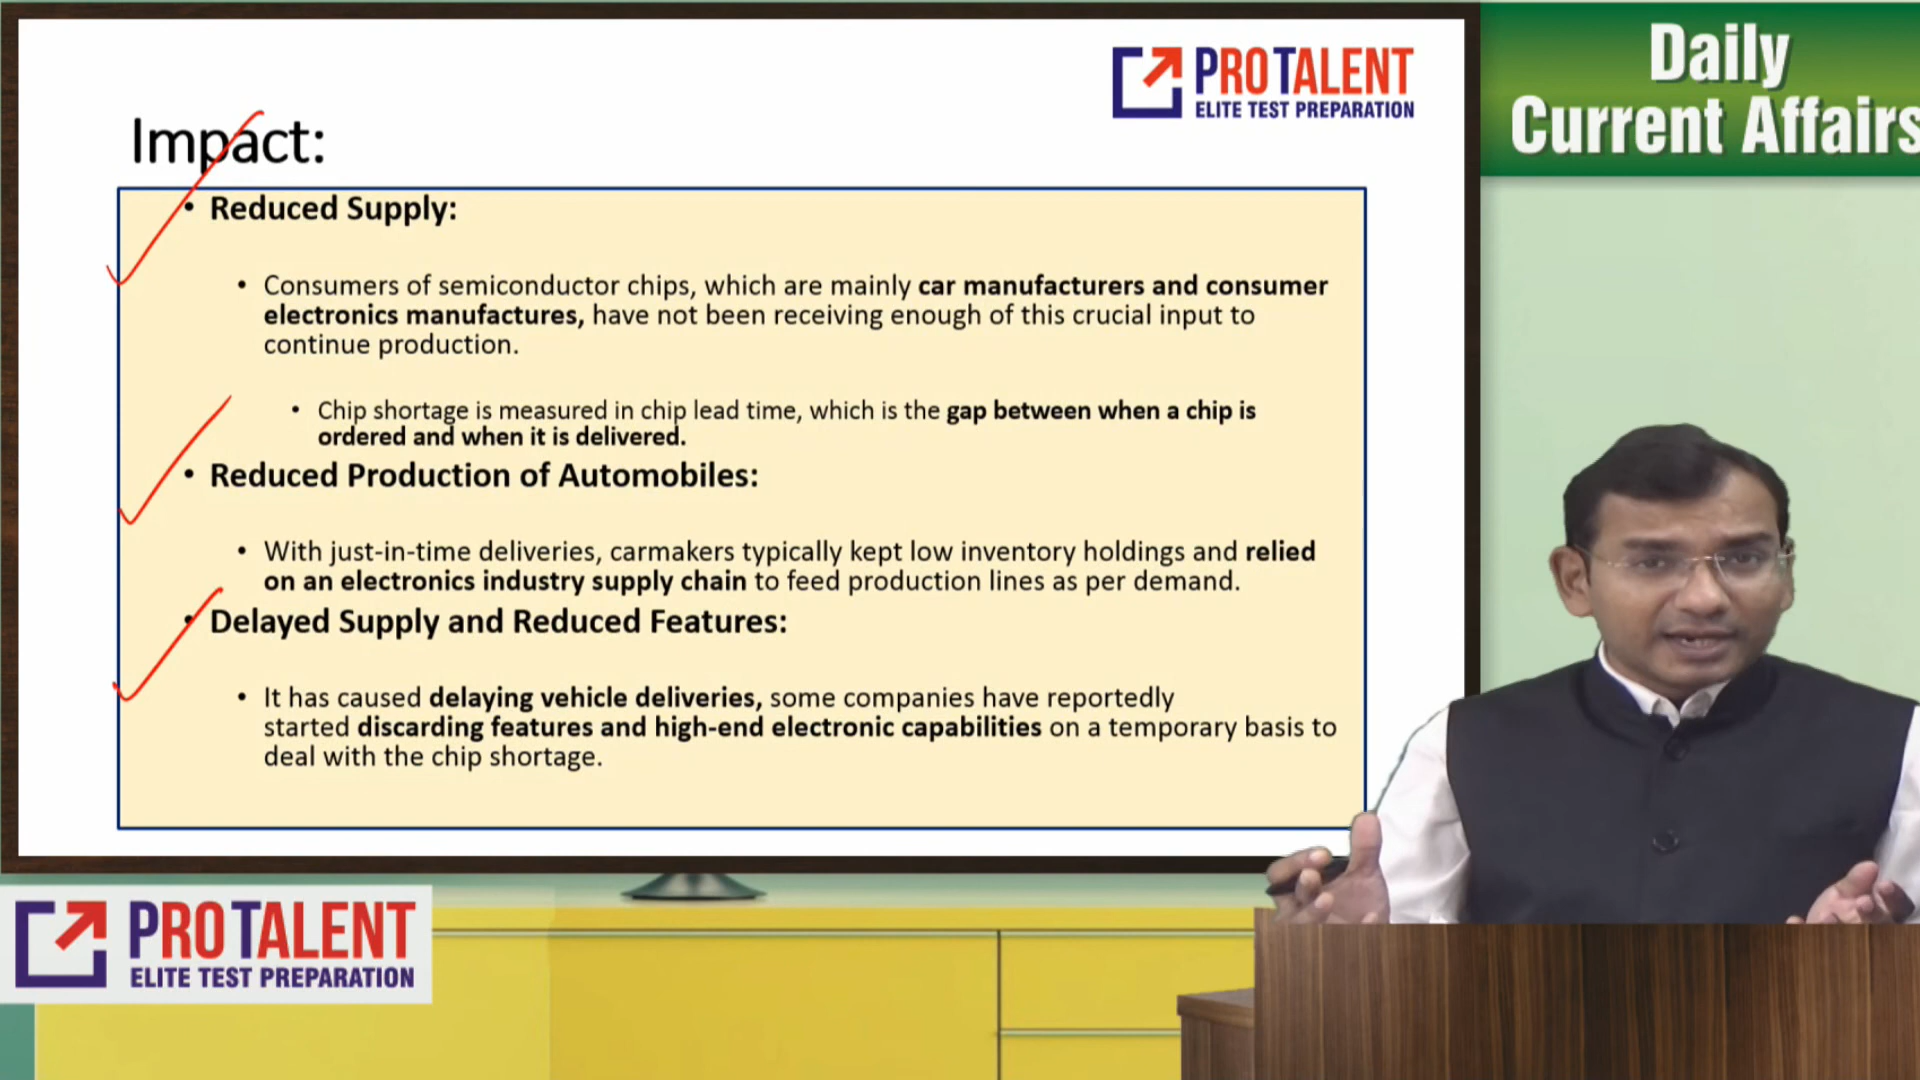 PROTALENT
ELITE TEST PREPARATION
Daily
Current Affairs
Impact:
• Reduced Supply:
• Consumers of semiconductor chips, which are mainly car manufacturers and consumer
electronics manufactures, have not been receiving enough of this crucial input to
continue production.
• Chip shortage is measured in chip lead time, which is the gap between when a chip is
ordered and when it is delivered.
• Reduced Production of Automobiles:
• With just-in-time deliveries, carmakers typically kept low inventory holdings and relied
on an electronics industry supply chain to feed production lines as per demand.
• Delayed Supply and Reduced Features:
• It has caused delaying vehicle deliveries, some companies have reportedly
started discarding features and high-end electronic capabilities on a temporary basis to
deal with the chip shortage.
PROTALENT
ELITE TEST PREPARATION